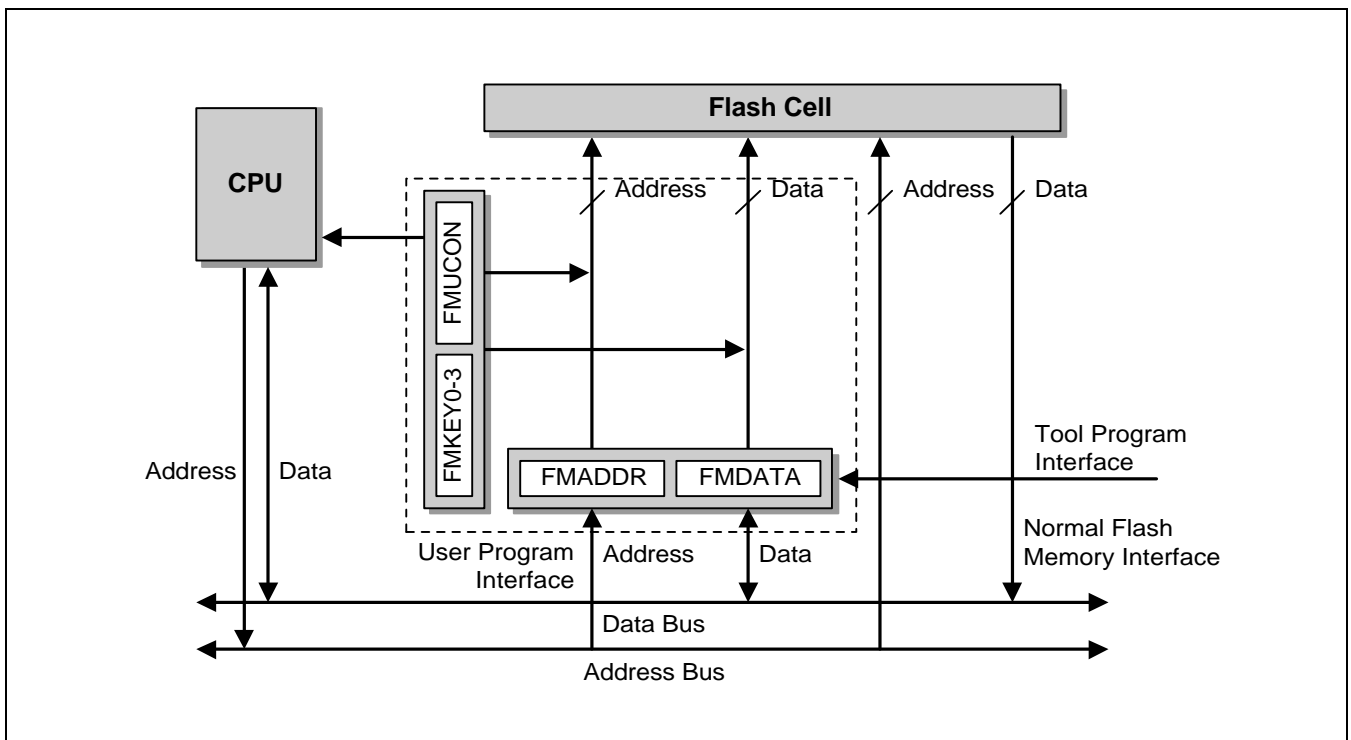 Flash Cell
CPU
Address
Data
Address
Data
FMUCON
FMKEY0-3
Tool Program
Interface
Address
Data
FMADDR
FMDATA
User Program
Interface
Address
Data
Normal Flash
Memory Interface
Data Bus
Address Bus